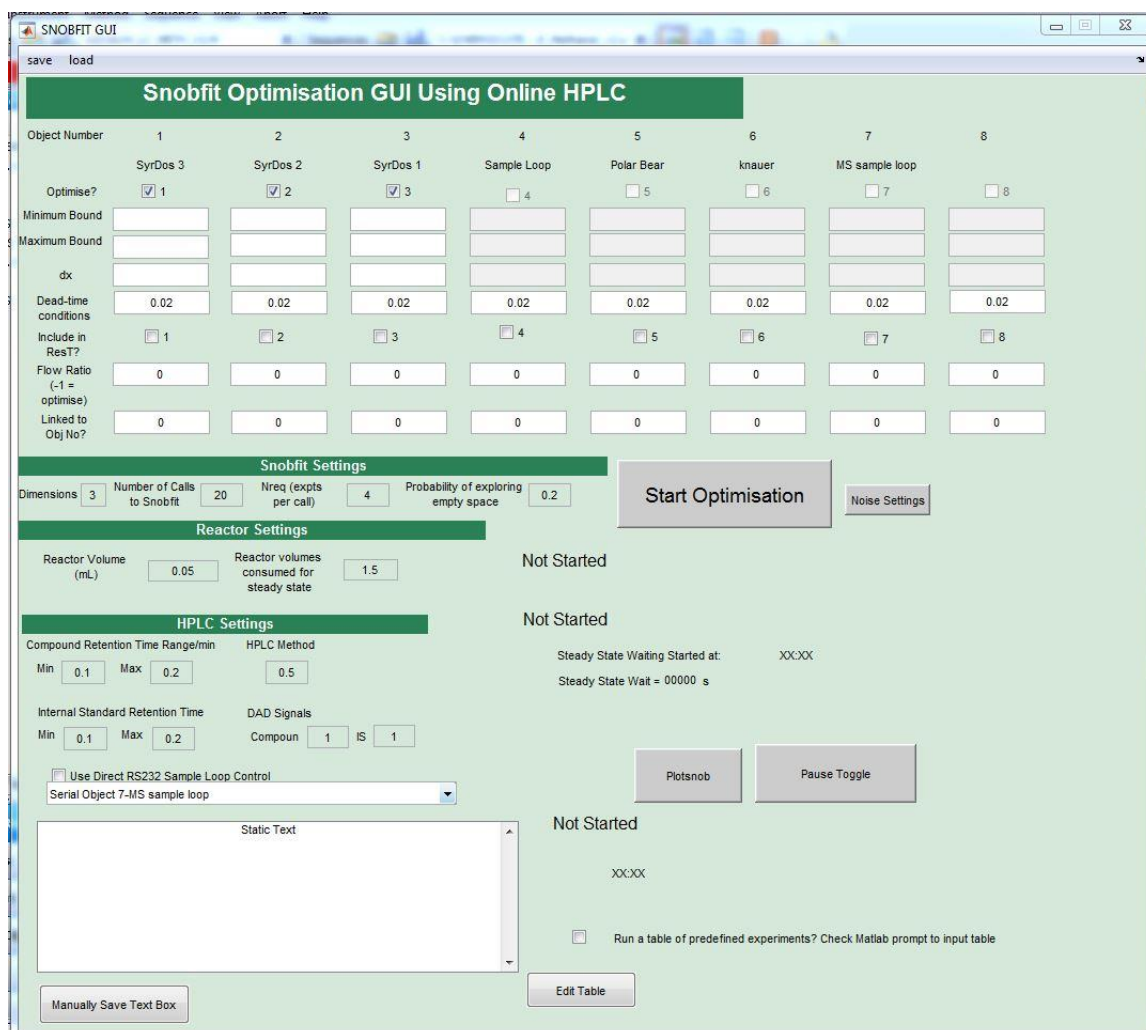 Instrument Method Sequence View Abort Help
SNOBFIT GUI
save load
Snobfit Optimisation GUI Using Online HPLC
Object Number 1 2 3 4 5 6 7 8
SyrDos 3 SyrDos 2 SyrDos 1 Sample Loop Polar Bear knauer MS sample loop
Optimise? 1 2 3 4 5 6 7 8
Minimum Bound
Maximum Bound
dx
Dead-time
conditions
0.02 0.02 0.02 0.02 0.02 0.02 0.02 0.02
Include in
ResT?
1 2 3 4 5 6 7 8
Flow Ratio
(-1 =
optimise)
0 0 0 0 0 0 0 0
Linked to
Obj No?
0 0 0 0 0 0 0 0
Snobfit Settings
Dimensions 3
Number of Calls
to Snobfit
20
Nreq (expts
per call)
4
Probability of exploring
empty space
0.2
Start Optimisation
Noise Settings
Reactor Settings
Reactor Volume
(mL)
0.05
Reactor volumes
consumed for
steady state
1.5
Not Started
HPLC Settings
Not Started
Compound Retention Time Range/min HPLC Method
Min 0.1 Max 0.2 0.5
Steady State Waiting Started at: XX:XX
Steady State Wait = 00000 s
Internal Standard Retention Time DAD Signals
Min 0.1 Max 0.2 Compoun 1 IS 1
Use Direct RS232 Sample Loop Control
Serial Object 7-MS sample loop
Plotsnob
Pause Toggle
Static Text
Not Started
XX:XX
Run a table of predefined experiments? Check Matlab prompt to input table
Edit Table
Manually Save Text Box